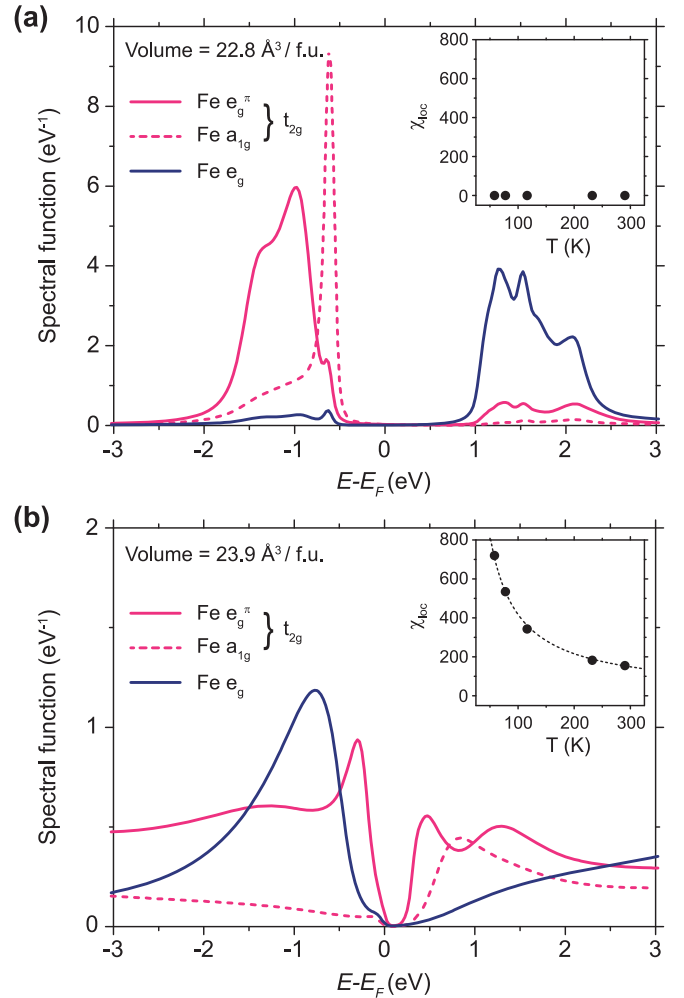 (a)
Volume = 22.8 Å³ / f.u.
Fe e_g^π
Fe a_1g
} t_2g
Fe e_g
Spectral function (eV⁻¹)
10
8
6
4
2
0
-3 -2 -1 0 1 2 3
E-E_F (eV)
χ_loc
800
600
400
200
0
100 200 300
T (K)
(b)
Volume = 23.9 Å³ / f.u.
Fe e_g^π
Fe a_1g
} t_2g
Fe e_g
Spectral function (eV⁻¹)
2
1
0
-3 -2 -1 0 1 2 3
E-E_F (eV)
χ_loc
800
600
400
200
0
100 200 300
T (K)